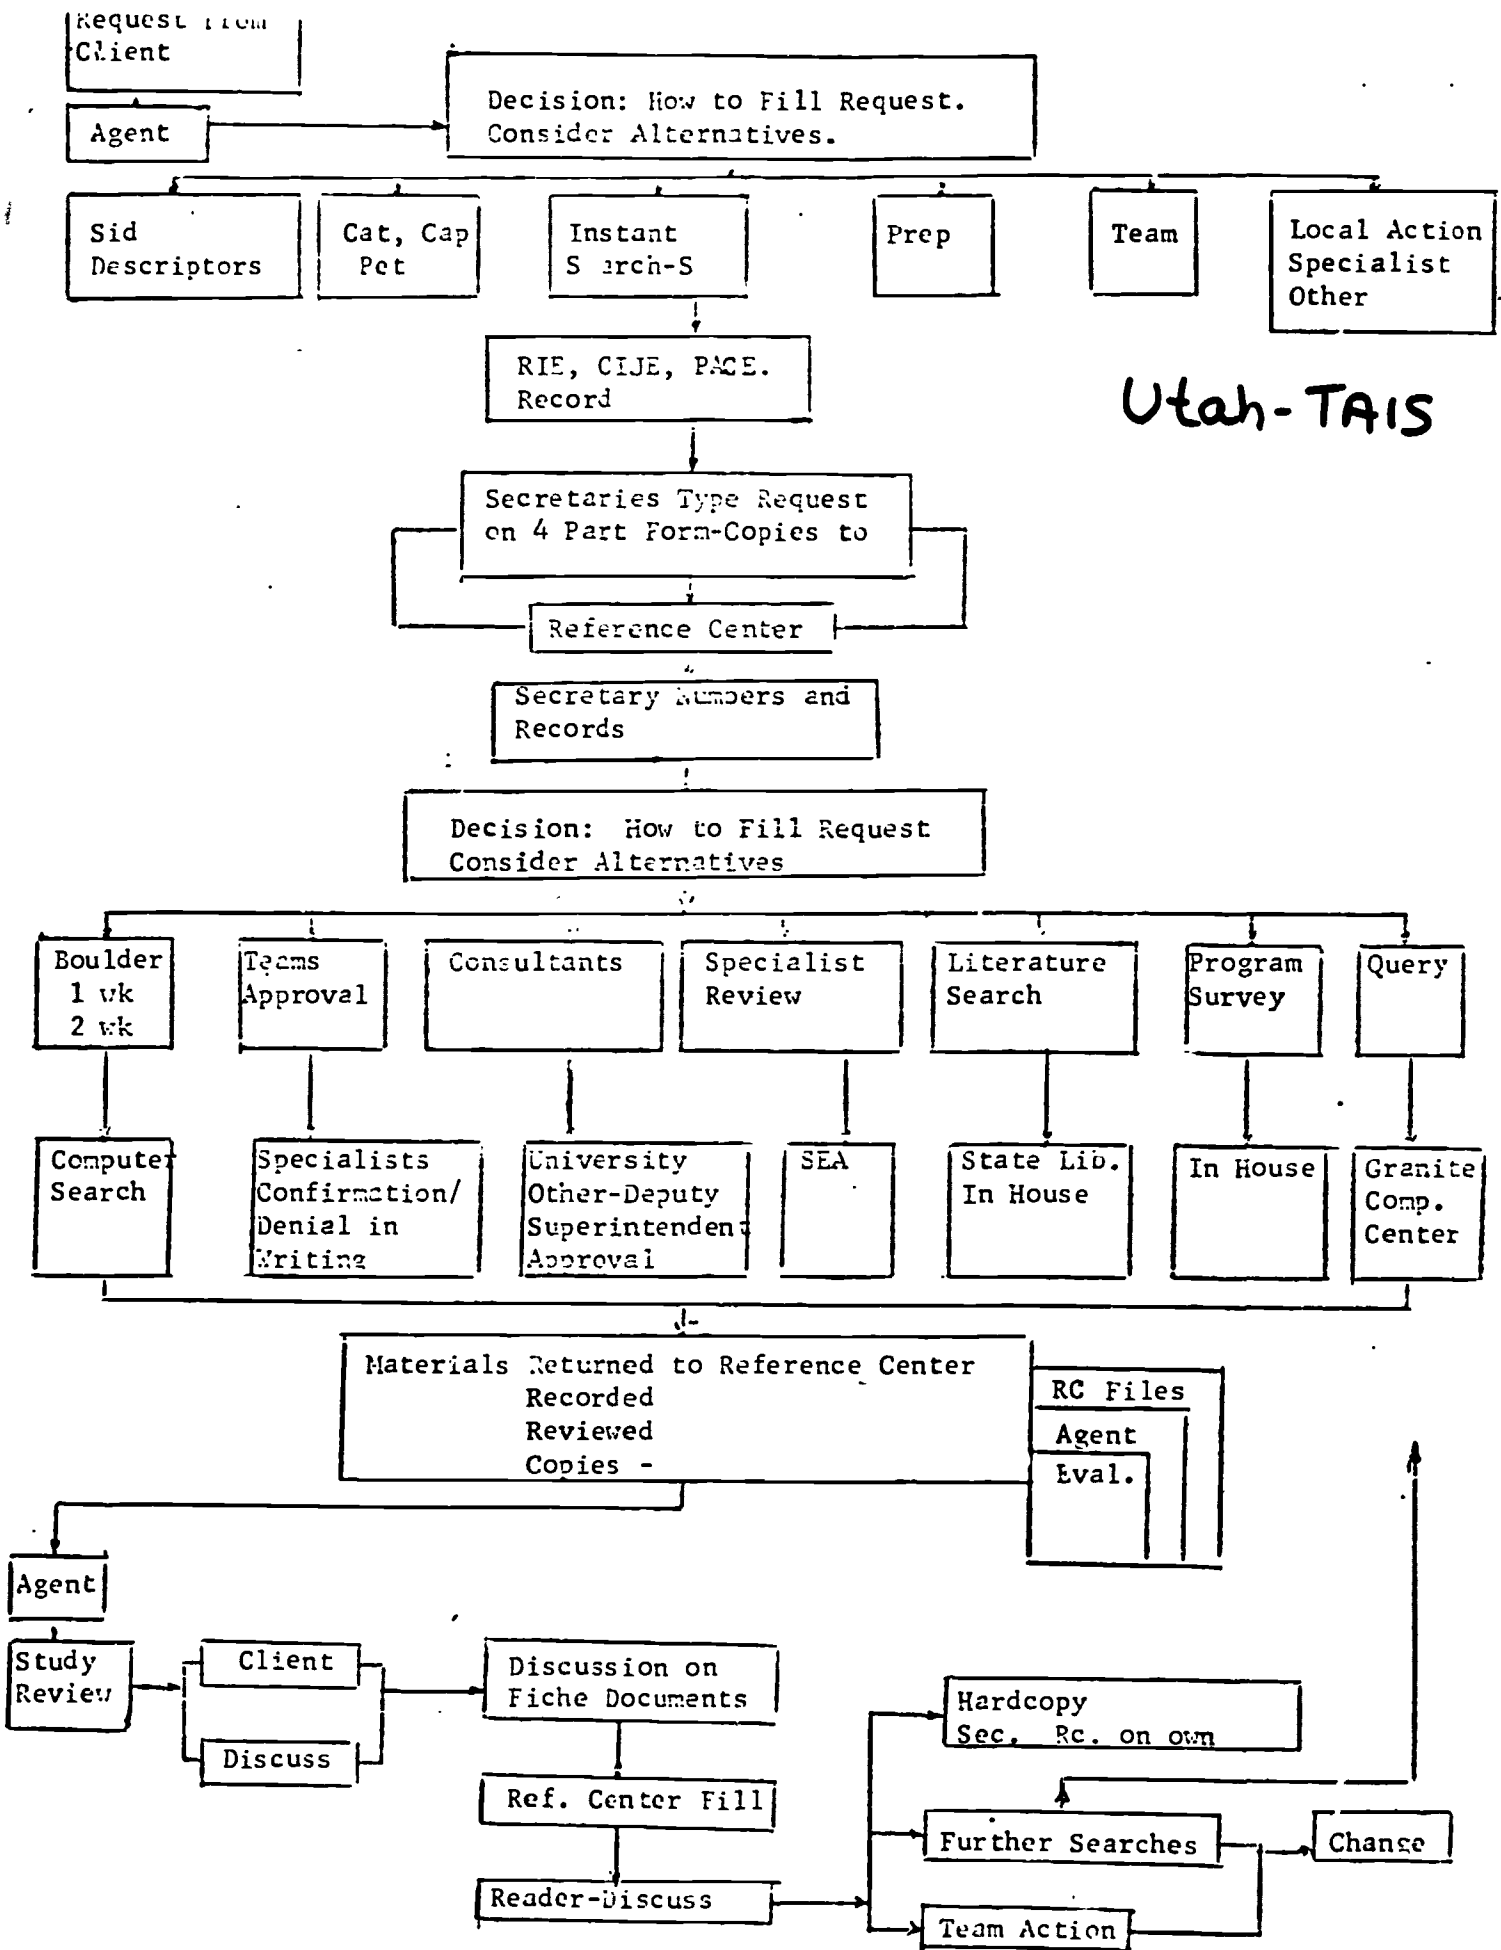 Request from
Client
Agent
Decision: How to Fill Request.
Consider Alternatives.
Sid
Descriptors
Cat, Cap
Pet
Instant
S arch-S
Prep
Team
Local Action
Specialist
Other
RIE, CIJE, PACE.
Record
Utah-TAIS
Secretaries Type Request
on 4 Part Form-Copies to
Reference Center
Secretary Numbers and
Records
Decision: How to Fill Request
Consider Alternatives
Boulder
1 wk
2 wk
Teams
Approval
Consultants
Specialist
Review
Literature
Search
Program
Survey
Query
Computer
Search
Specialists
Confirmation/
Denial in
Writing
University
Other-Deputy
Superintendent
Approval
SEA
State Lib.
In House
In House
Granite
Comp.
Center
Materials Returned to Reference Center
Recorded
Reviewed
Copies -
RC Files
Agent
Eval.
Agent
Study
Review
Client
Discuss
Discussion on
Fiche Documents
Ref. Center Fill
Reader-Discuss
Hardcopy
Sec. Rc. on own
Further Searches
Team Action
Change